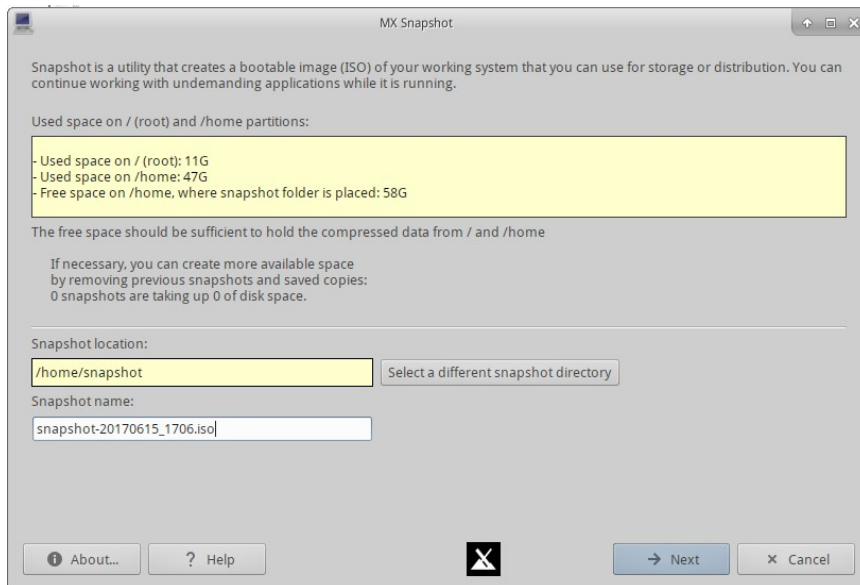 MX Snapshot
Snapshot is a utility that creates a bootable image (ISO) of your working system that you can use for storage or distribution. You can
continue working with undemanding applications while it is running.
Used space on / (root) and /home partitions:
- Used space on / (root): 11G
- Used space on /home: 47G
- Free space on /home, where snapshot folder is placed: 58G
The free space should be sufficient to hold the compressed data from / and /home
If necessary, you can create more available space
by removing previous snapshots and saved copies:
0 snapshots are taking up 0 of disk space.
Snapshot location:
/home/snapshot
Select a different snapshot directory
Snapshot name:
snapshot-20170615_1706.iso
About...
Help
Next
Cancel